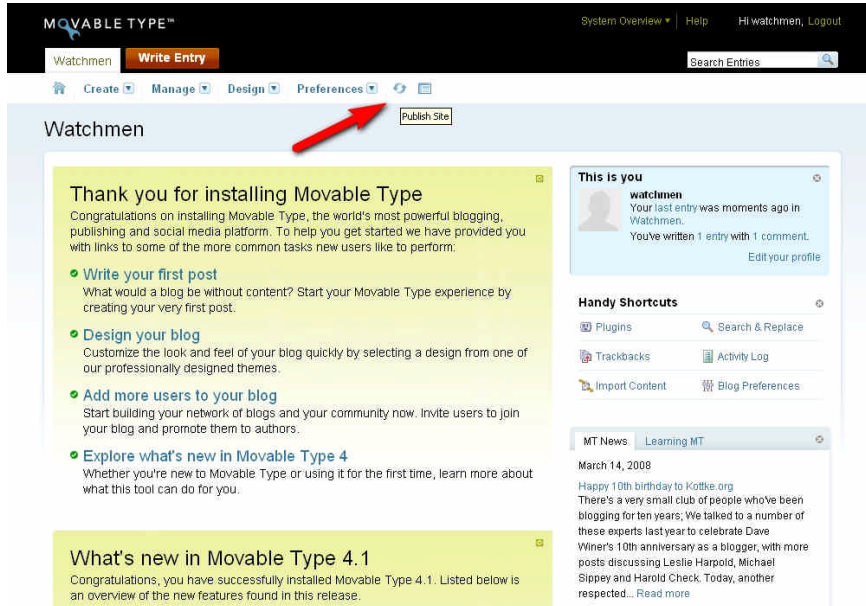 MOVABLE TYPE™
System Overview Help Hi watchmen, Logout
Watchmen Write Entry
Search Entries
Create Manage Design Preferences
Publish Site
Watchmen
Thank you for installing Movable Type
Congratulations on installing Movable Type, the world's most powerful blogging,
publishing and social media platform. To help you get started we have provided you
with links to some of the more common tasks new users like to perform:
Write your first post
What would a blog be without content? Start your Movable Type experience by
creating your very first post.
Design your blog
Customize the look and feel of your blog quickly by selecting a design from one of
our professionally designed themes.
Add more users to your blog
Start building your network of blogs and your community now. Invite users to join
your blog and promote them to authors.
Explore what's new in Movable Type 4
Whether you're new to Movable Type or using it for the first time, learn more about
what this tool can do for you.
What's new in Movable Type 4.1
Congratulations, you have successfully installed Movable Type 4.1. Listed below is
an overview of the new features found in this release.
This is you
watchmen
Your last entry was moments ago in
Watchmen.
You've written 1 entry with 1 comment.
Edit your profile
Handy Shortcuts
Plugins Search & Replace
Trackbacks Activity Log
Import Content Blog Preferences
MT News Learning MT
March 14, 2008
Happy 10th birthday to Kottke.org
There's a very small club of people who've been
blogging for ten years; We talked to a number of
these experts last year to celebrate Dave
Winer's 10th anniversary as a blogger, with more
posts discussing Leslie Harpold, Michael
Sippey and Harold Check. Today, another
respected... Read more